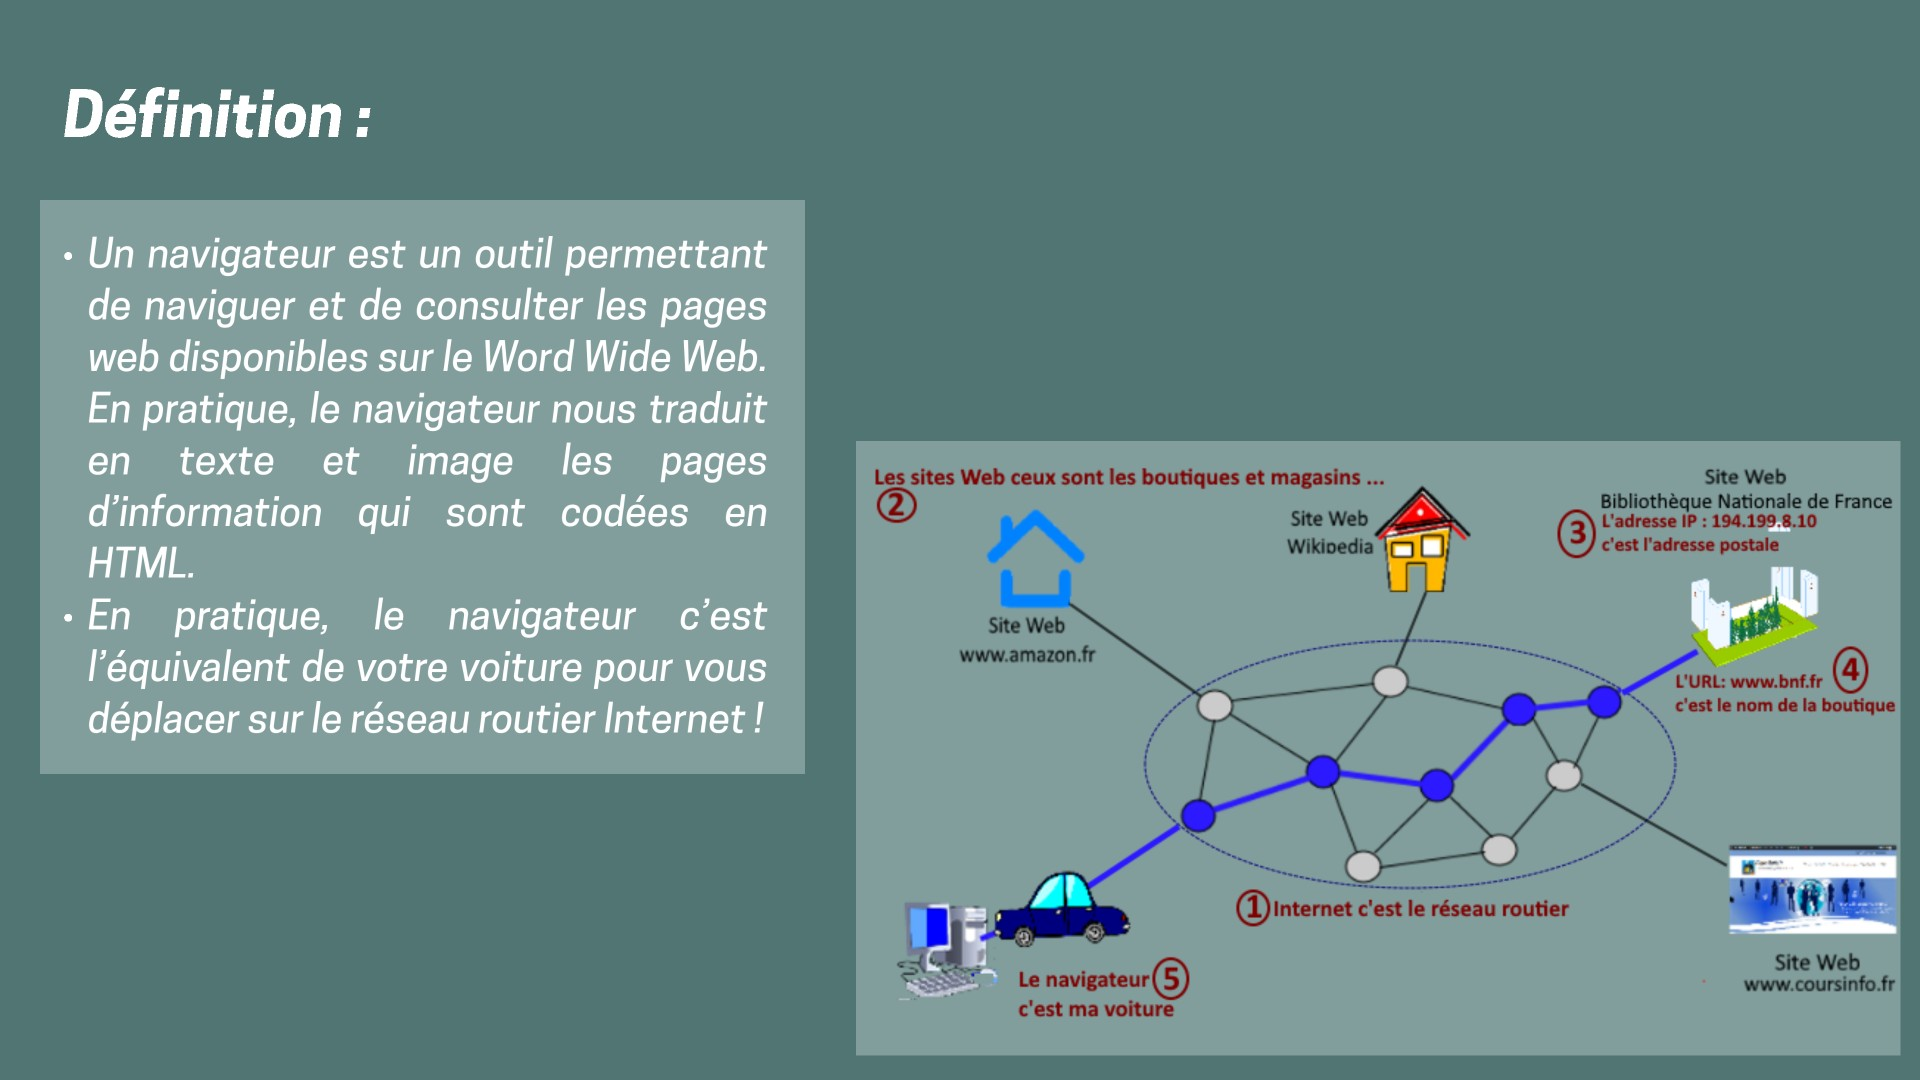 Définition :
• Un navigateur est un outil permettant
de naviguer et de consulter les pages
web disponibles sur le Word Wide Web.
En pratique, le navigateur nous traduit
en texte et image les pages
d’information qui sont codées en
HTML.
• En pratique, le navigateur c’est
l’équivalent de votre voiture pour vous
déplacer sur le réseau routier Internet !
Les sites Web ceux sont les boutiques et magasins ...
2
Site Web
www.amazon.fr
Site Web
Wikipedia
Site Web
Bibliothèque Nationale de France
3
L'adresse IP : 194.199.8.10
c'est l'adresse postale
4
L'URL: www.bnf.fr
c'est le nom de la boutique
1 Internet c'est le réseau routier
Le navigateur 5
c'est ma voiture
Site Web
www.coursinfo.fr